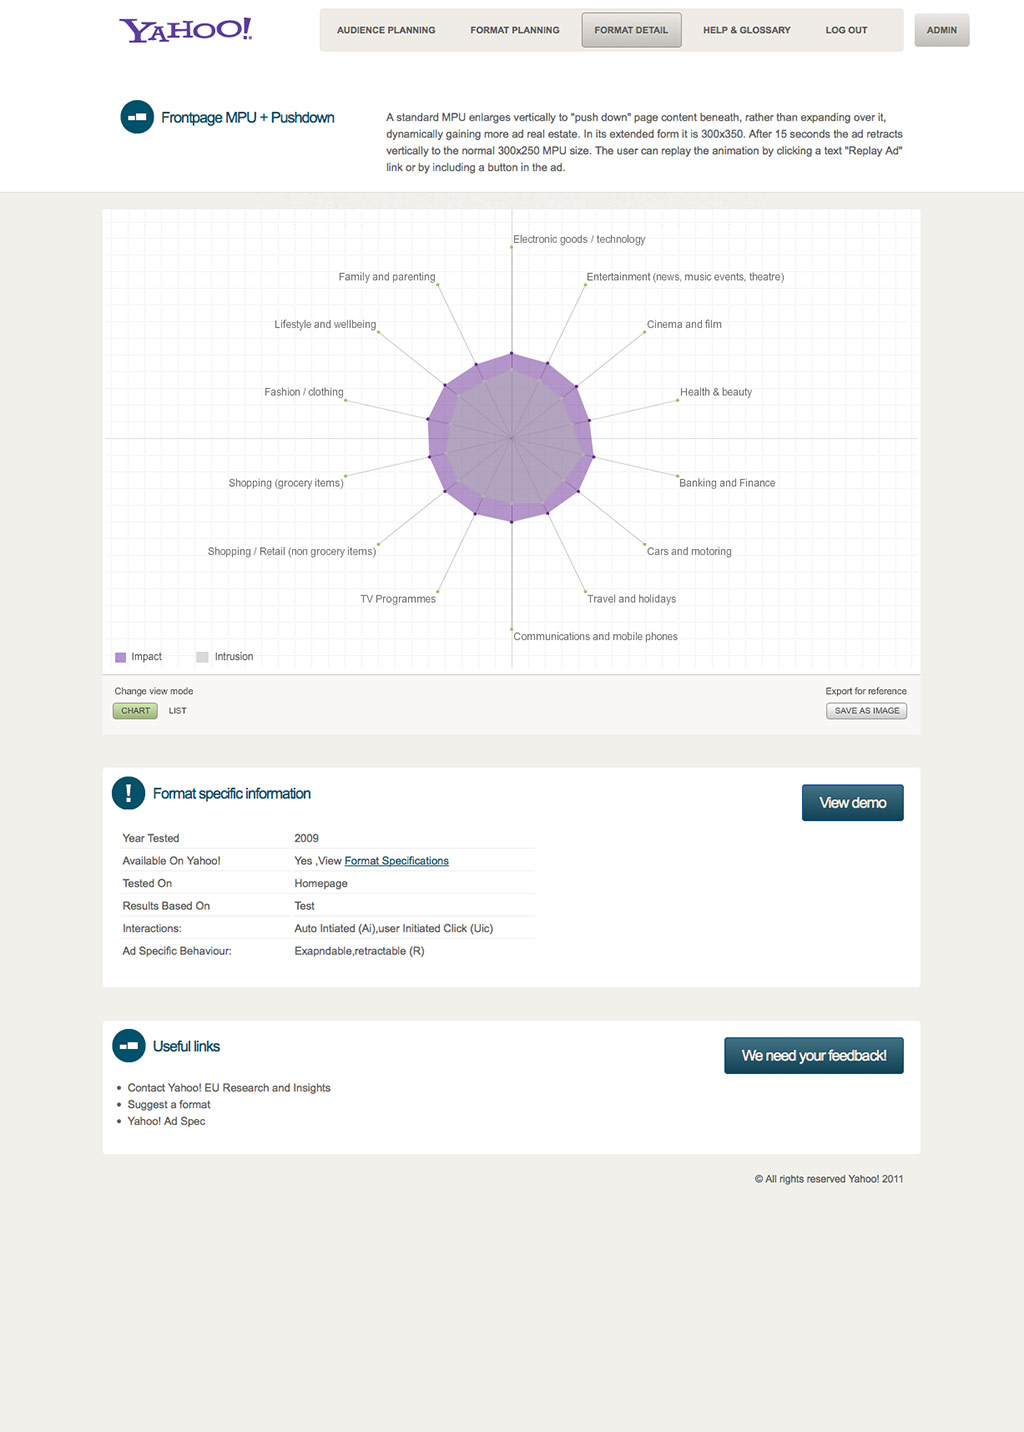 YAHOO!
AUDIENCE PLANNING
FORMAT PLANNING
FORMAT DETAIL
HELP & GLOSSARY
LOG OUT
ADMIN
Frontpage MPU + Pushdown
A standard MPU enlarges vertically to "push down" page content beneath, rather than expanding over it,
dynamically gaining more ad real estate. In its extended form it is 300x350. After 15 seconds the ad retracts
vertically to the normal 300x250 MPU size. The user can replay the animation by clicking a text "Replay Ad"
link or by including a button in the ad.
Electronic goods / technology
Family and parenting
Entertainment (news, music events, theatre)
Lifestyle and wellbeing
Cinema and film
Fashion / clothing
Health & beauty
Shopping (grocery items)
Banking and Finance
Shopping / Retail (non grocery items)
Cars and motoring
TV Programmes
Travel and holidays
Communications and mobile phones
Impact
Intrusion
Change view mode
Export for reference
CHART
LIST
SAVE AS IMAGE
! Format specific information
View demo
Year Tested 2009
Available On Yahoo! Yes ,View Format Specifications
Tested On Homepage
Results Based On Test
Interactions: Auto Intiated (Ai),user Initiated Click (Uic)
Ad Specific Behaviour: Exapndable,retractable (R)
Useful links
We need your feedback!
• Contact Yahoo! EU Research and Insights
• Suggest a format
• Yahoo! Ad Spec
© All rights reserved Yahoo! 2011